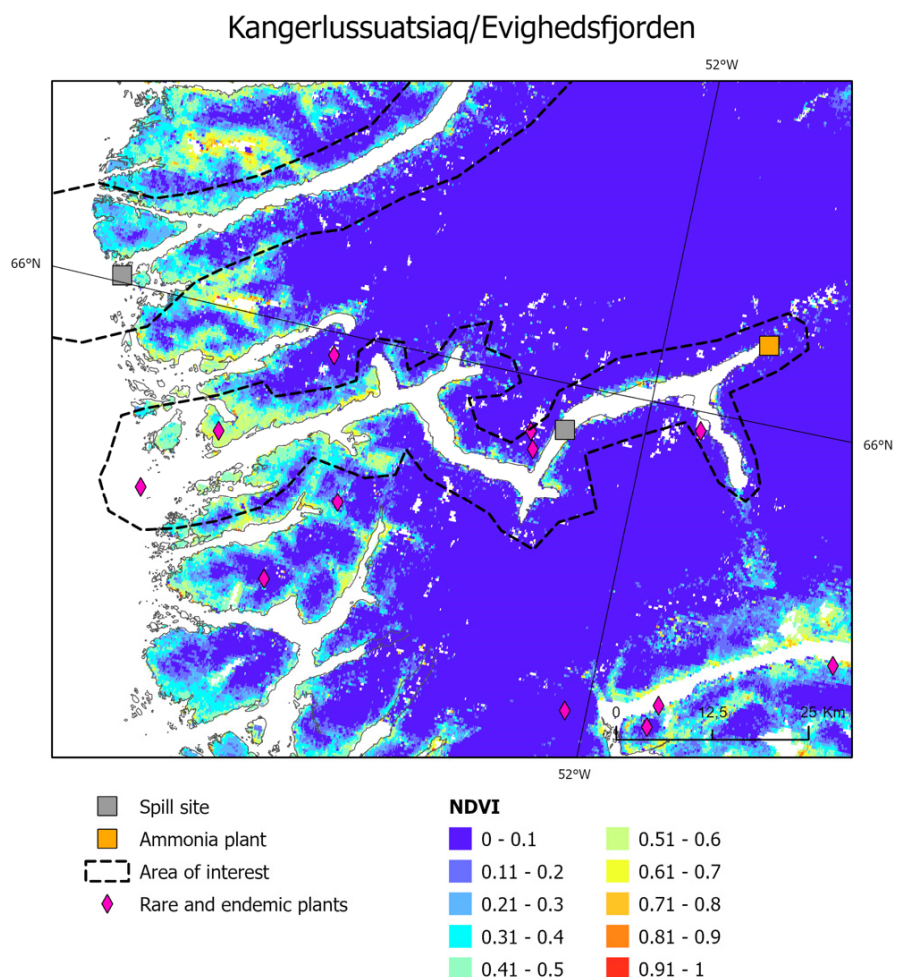 Kangerlussuatsiaq/Evighedsfjorden
52°W
66°N
66°N
0 12,5 25 Km
52°W
Spill site
Ammonia plant
Area of interest
Rare and endemic plants
NDVI
0 - 0.1
0.11 - 0.2
0.21 - 0.3
0.31 - 0.4
0.41 - 0.5
0.51 - 0.6
0.61 - 0.7
0.71 - 0.8
0.81 - 0.9
0.91 - 1